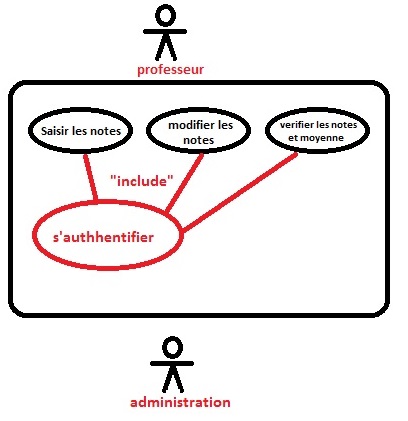 professeur
Saisir les notes
modifier les
notes
verifier les notes
et moyenne
"include"
s'authhentifier
administration